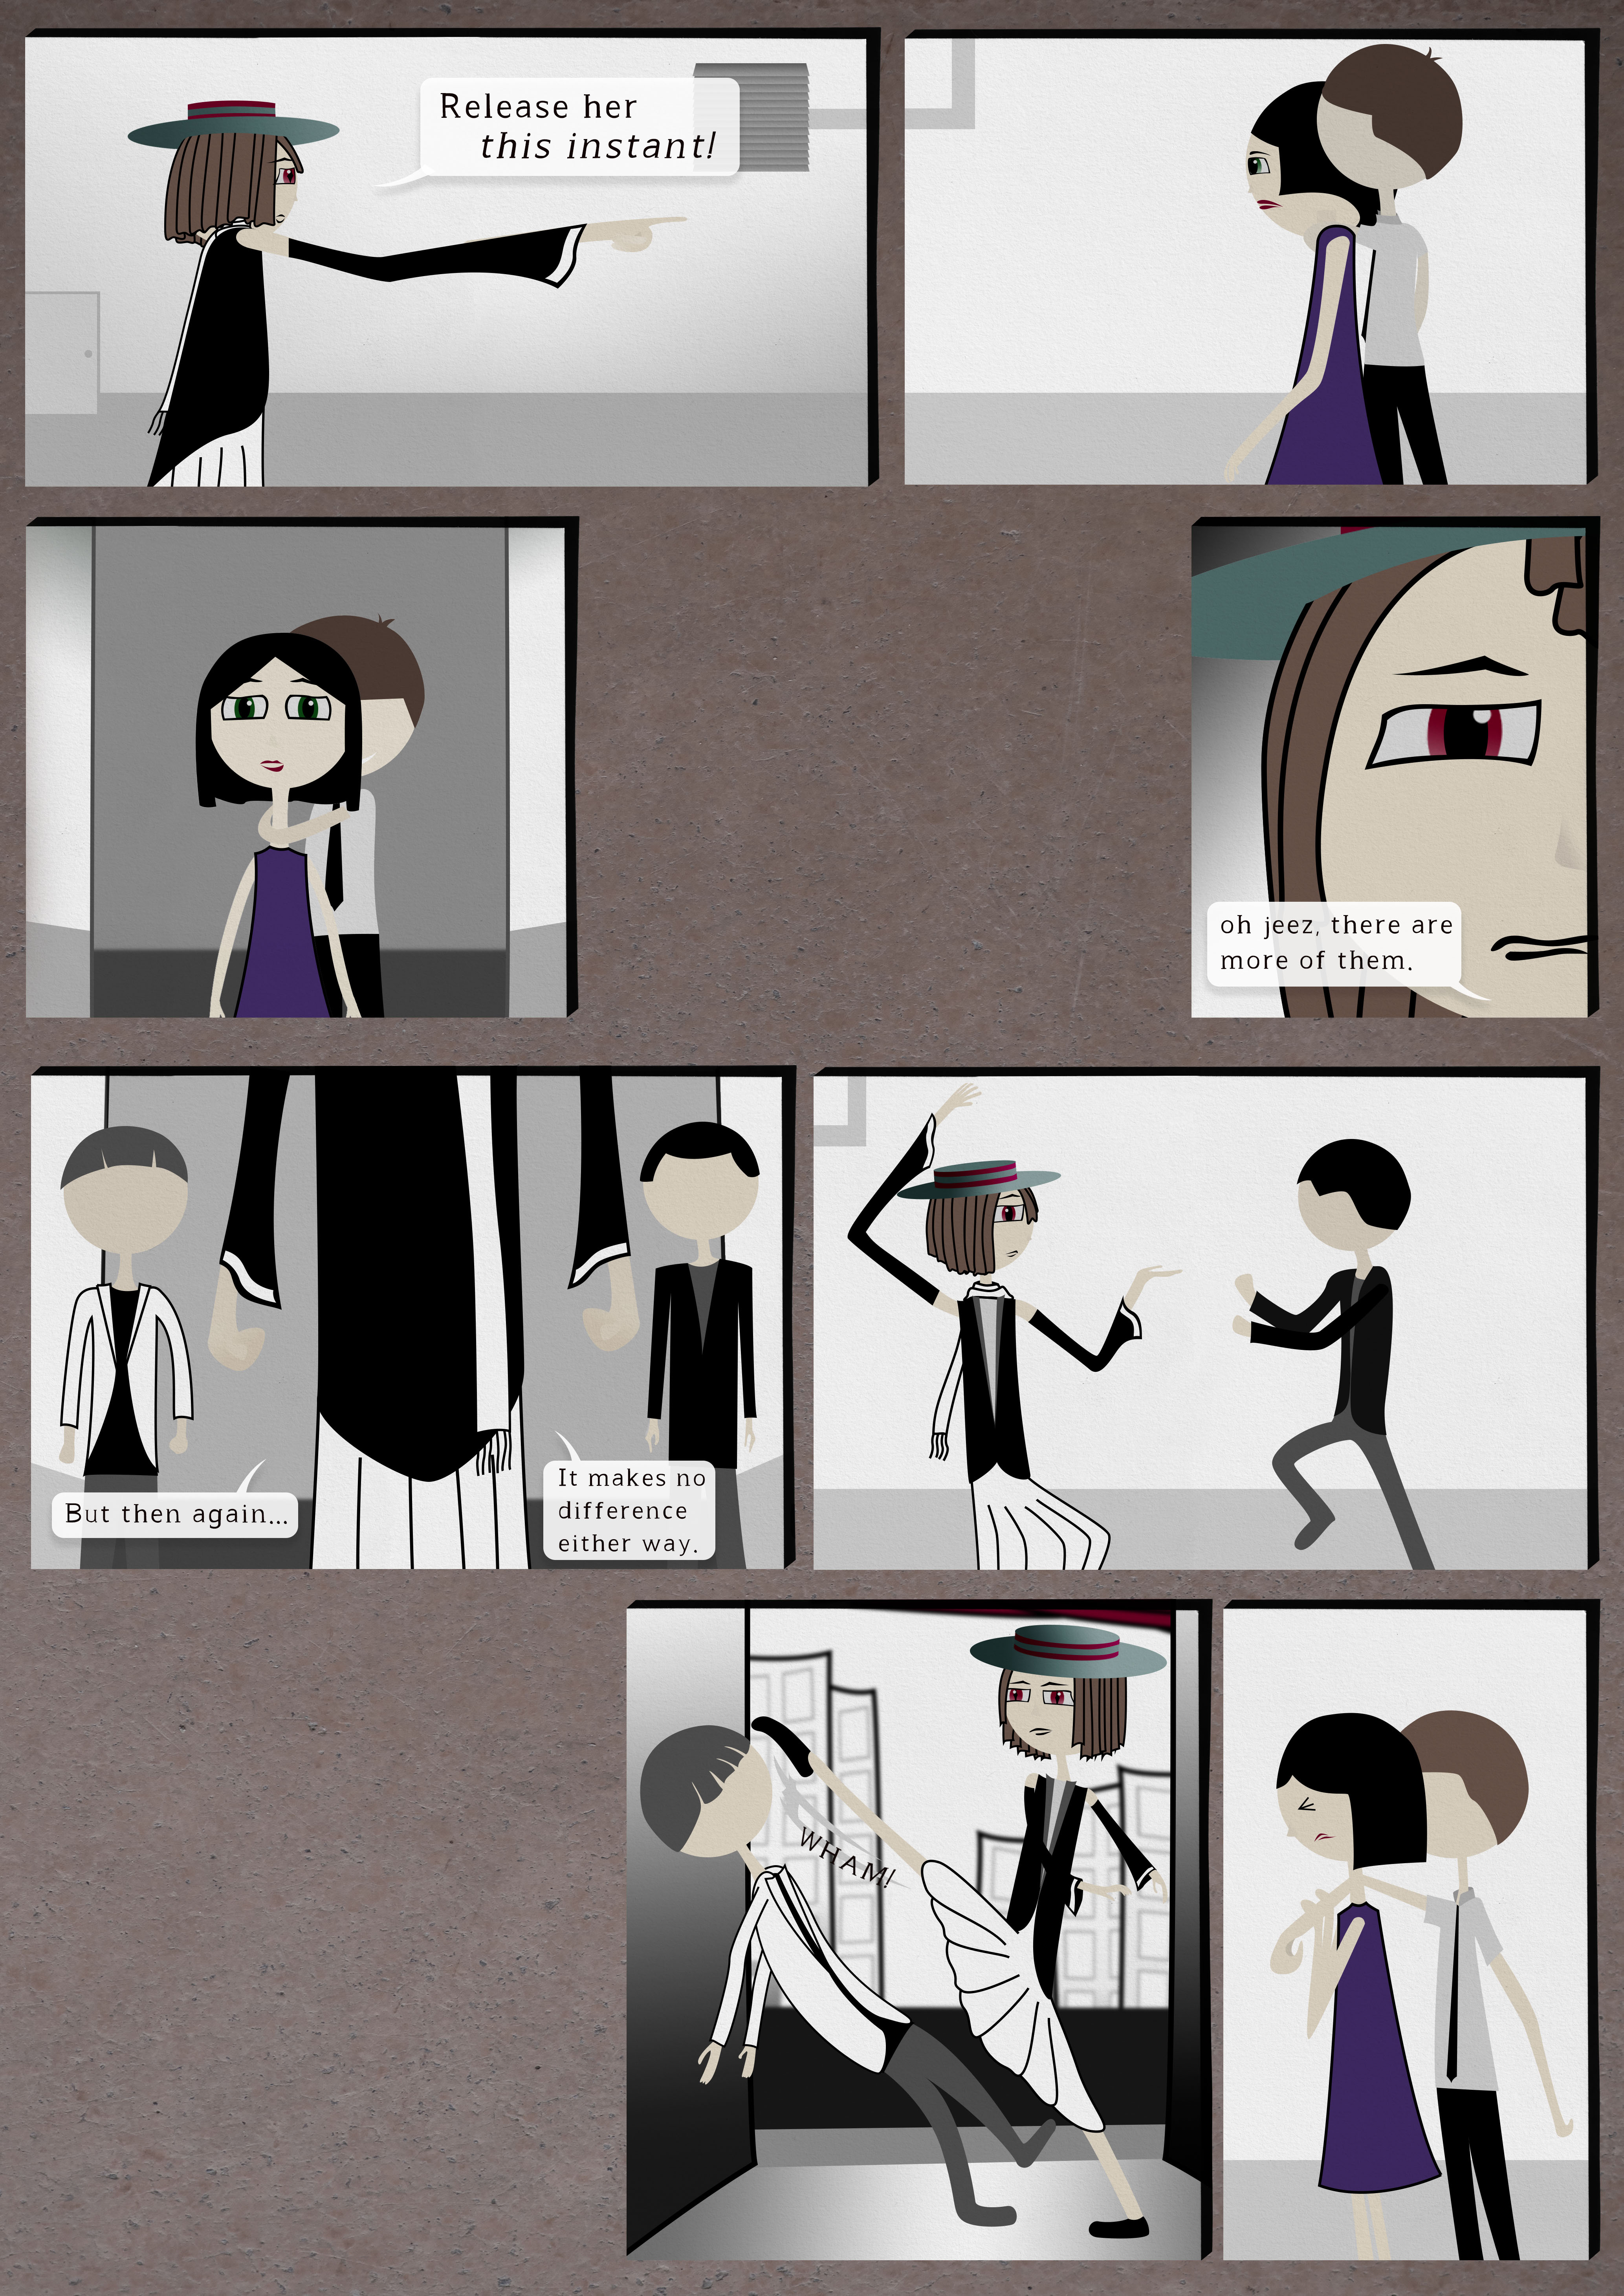 Release her
this instant!
oh jeez, there are
more of them.
But then again...
It makes no
difference
either way.
WHAM!